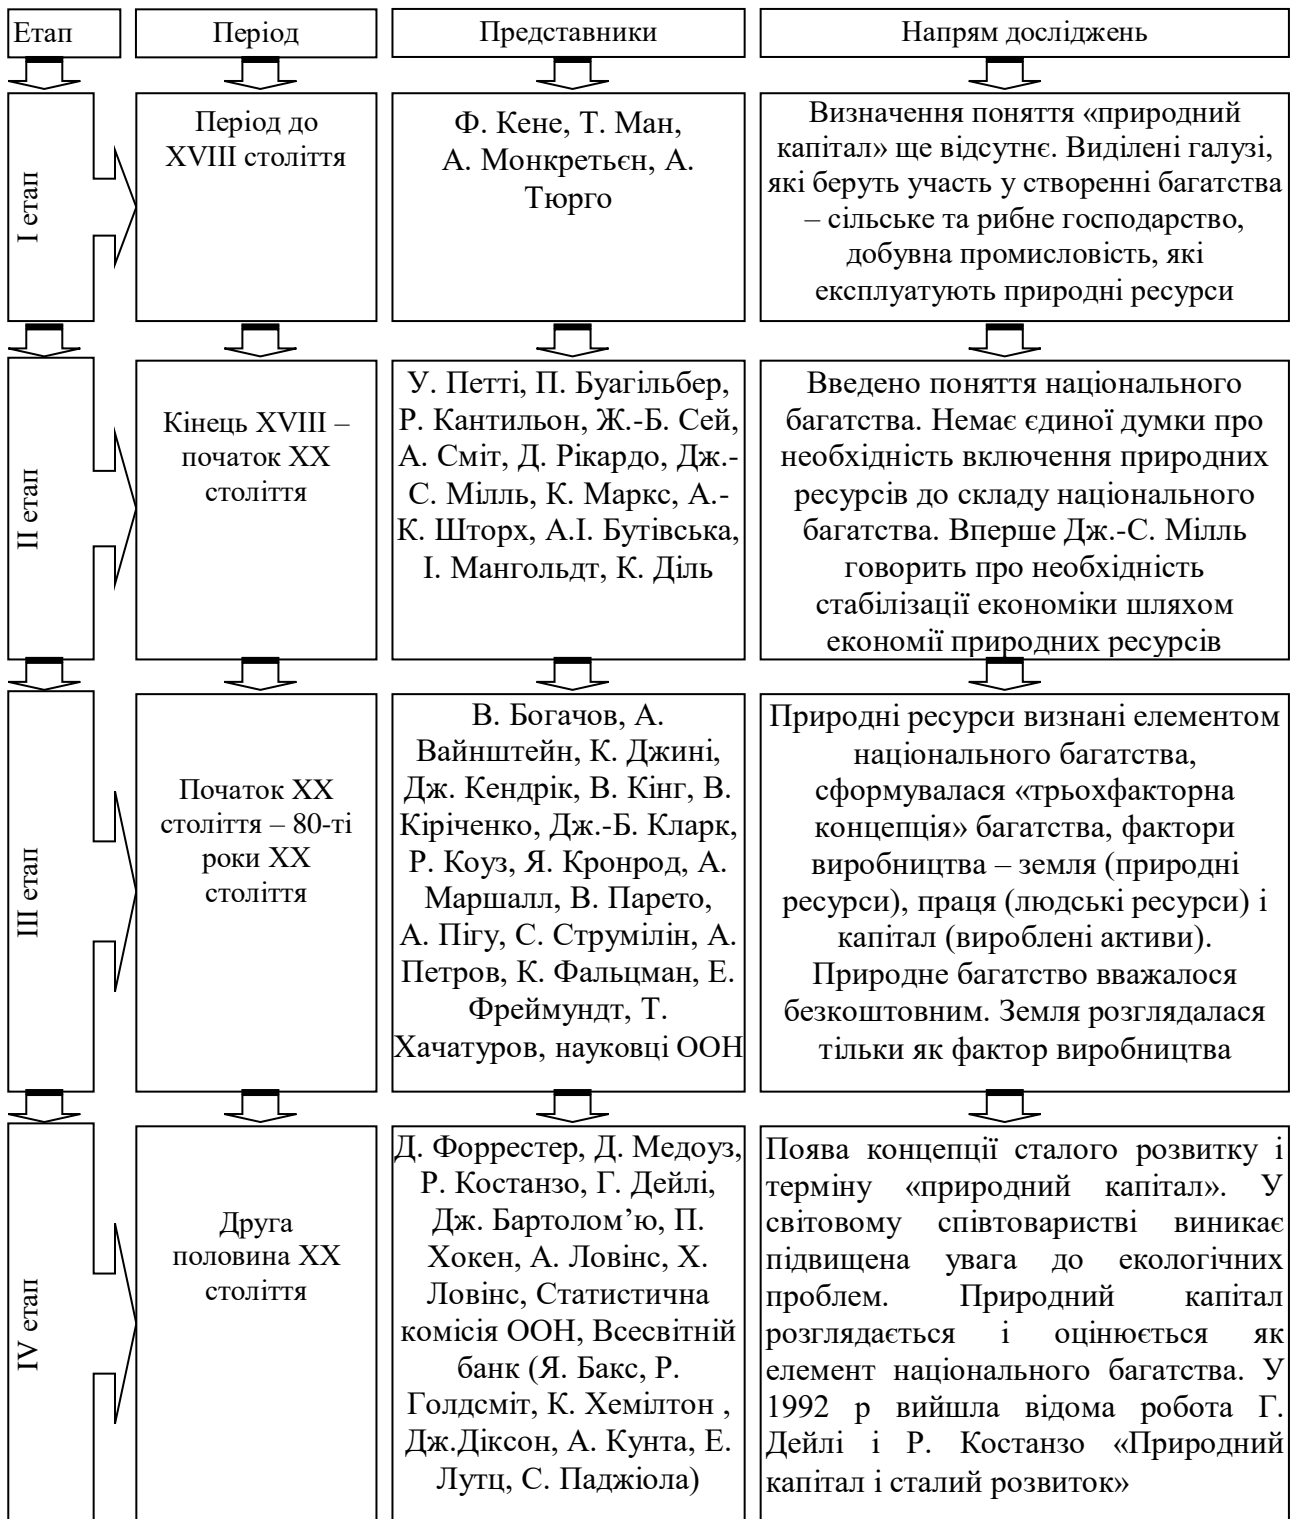 Етап
Період
Представники
Напрям досліджень
І етап
Період до
XVIII століття
Ф. Кене, Т. Ман,
А. Монкретьєн, А.
Тюрго
Визначення поняття «природний
капітал» ще відсутнє. Виділені галузі,
які беруть участь у створенні багатства
– сільське та рибне господарство,
добувна промисловість, які
експлуатують природні ресурси
ІІ етап
Кінець XVIII –
початок XX
століття
У. Петті, П. Буагільбер,
Р. Кантильон, Ж.-Б. Сей,
А. Сміт, Д. Рікардо, Дж.-
С. Мілль, К. Маркс, А.-
К. Шторх, А.І. Бутівська,
І. Мангольдт, К. Діль
Введено поняття національного
багатства. Немає єдиної думки про
необхідність включення природних
ресурсів до складу національного
багатства. Вперше Дж.-С. Мілль
говорить про необхідність
стабілізації економіки шляхом
економії природних ресурсів
ІІІ етап
Початок XX
століття – 80-ті
роки XX
століття
В. Богачов, А.
Вайнштейн, К. Джині,
Дж. Кендрік, В. Кінг, В.
Кіріченко, Дж.-Б. Кларк,
Р. Коуз, Я. Кронрод, А.
Маршалл, В. Парето,
А. Пігу, С. Струмілін, А.
Петров, К. Фальцман, Е.
Фреймундт, Т.
Хачатуров, науковці ООН
Природні ресурси визнані елементом
національного багатства,
сформувалася «трьохфакторна
концепція» багатства, фактори
виробництва – земля (природні
ресурси), праця (людські ресурси) і
капітал (вироблені активи).
Природне багатство вважалося
безкоштовним. Земля розглядалася
тільки як фактор виробництва
IV етап
Друга
половина XX
століття
Д. Форрестер, Д. Медоуз,
Р. Костанзо, Г. Дейлі,
Дж. Бартолом’ю, П.
Хокен, А. Ловінс, Х.
Ловінс, Статистична
комісія ООН, Всесвітній
банк (Я. Бакс, Р.
Голдсміт, К. Хемілтон ,
Дж.Діксон, А. Кунта, Е.
Лутц, С. Паджіола)
Поява концепції сталого розвитку і
терміну «природний капітал». У
світовому співтоваристві виникає
підвищена увага до екологічних
проблем. Природний капітал
розглядається і оцінюється як
елемент національного багатства. У
1992 р вийшла відома робота Г.
Дейлі і Р. Костанзо «Природний
капітал і сталий розвиток»